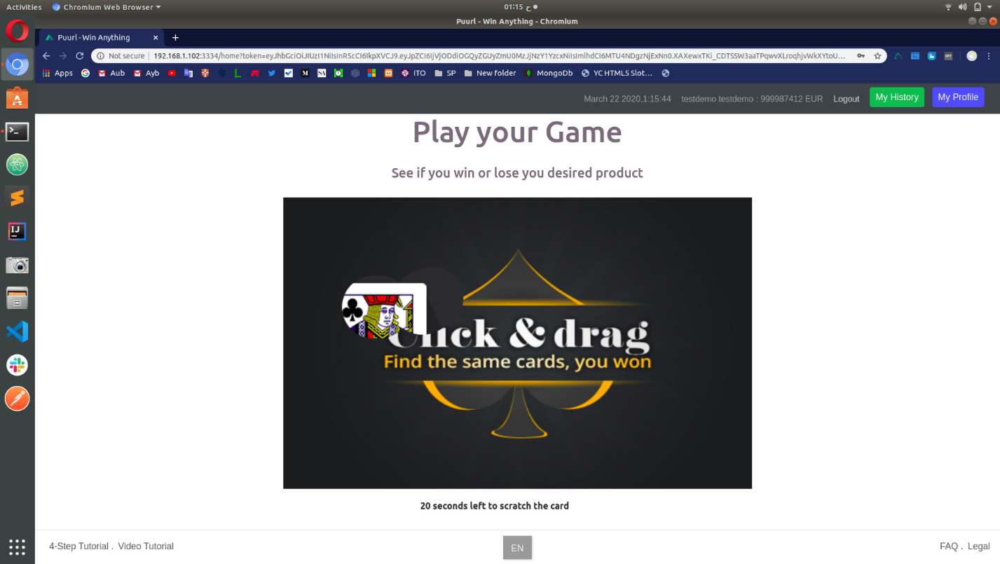 Activities Chromium Web Browser 01:15 ح
Puurl - Win Anything - Chromium
Puurl - Win Anything
Not secure 192.168.1.102:3334/home?token=eyJhbGciOiJIUzI1NiIsInR5cCI6IkpXVCJ9.eyJpZCI6IjVjODdiOGQyZGUyZmU0MzJjNzY1YzcxNiIsImlhdCI6MTU4NDgzNjExNn0.XAXewxTKi_CDTSSW3aaTPqwvXLroqhjvWkXYtoU...
Apps Aub Ayb M SA ITO SP New folder MongoDb YC HTML5 Slot...
March 22 2020,1:15:44 testdemo testdemo : 999987412 EUR Logout My History My Profile
Play your Game
See if you win or lose you desired product
Click & drag
Find the same cards, you won
20 seconds left to scratch the card
4-Step Tutorial . Video Tutorial EN FAQ . Legal